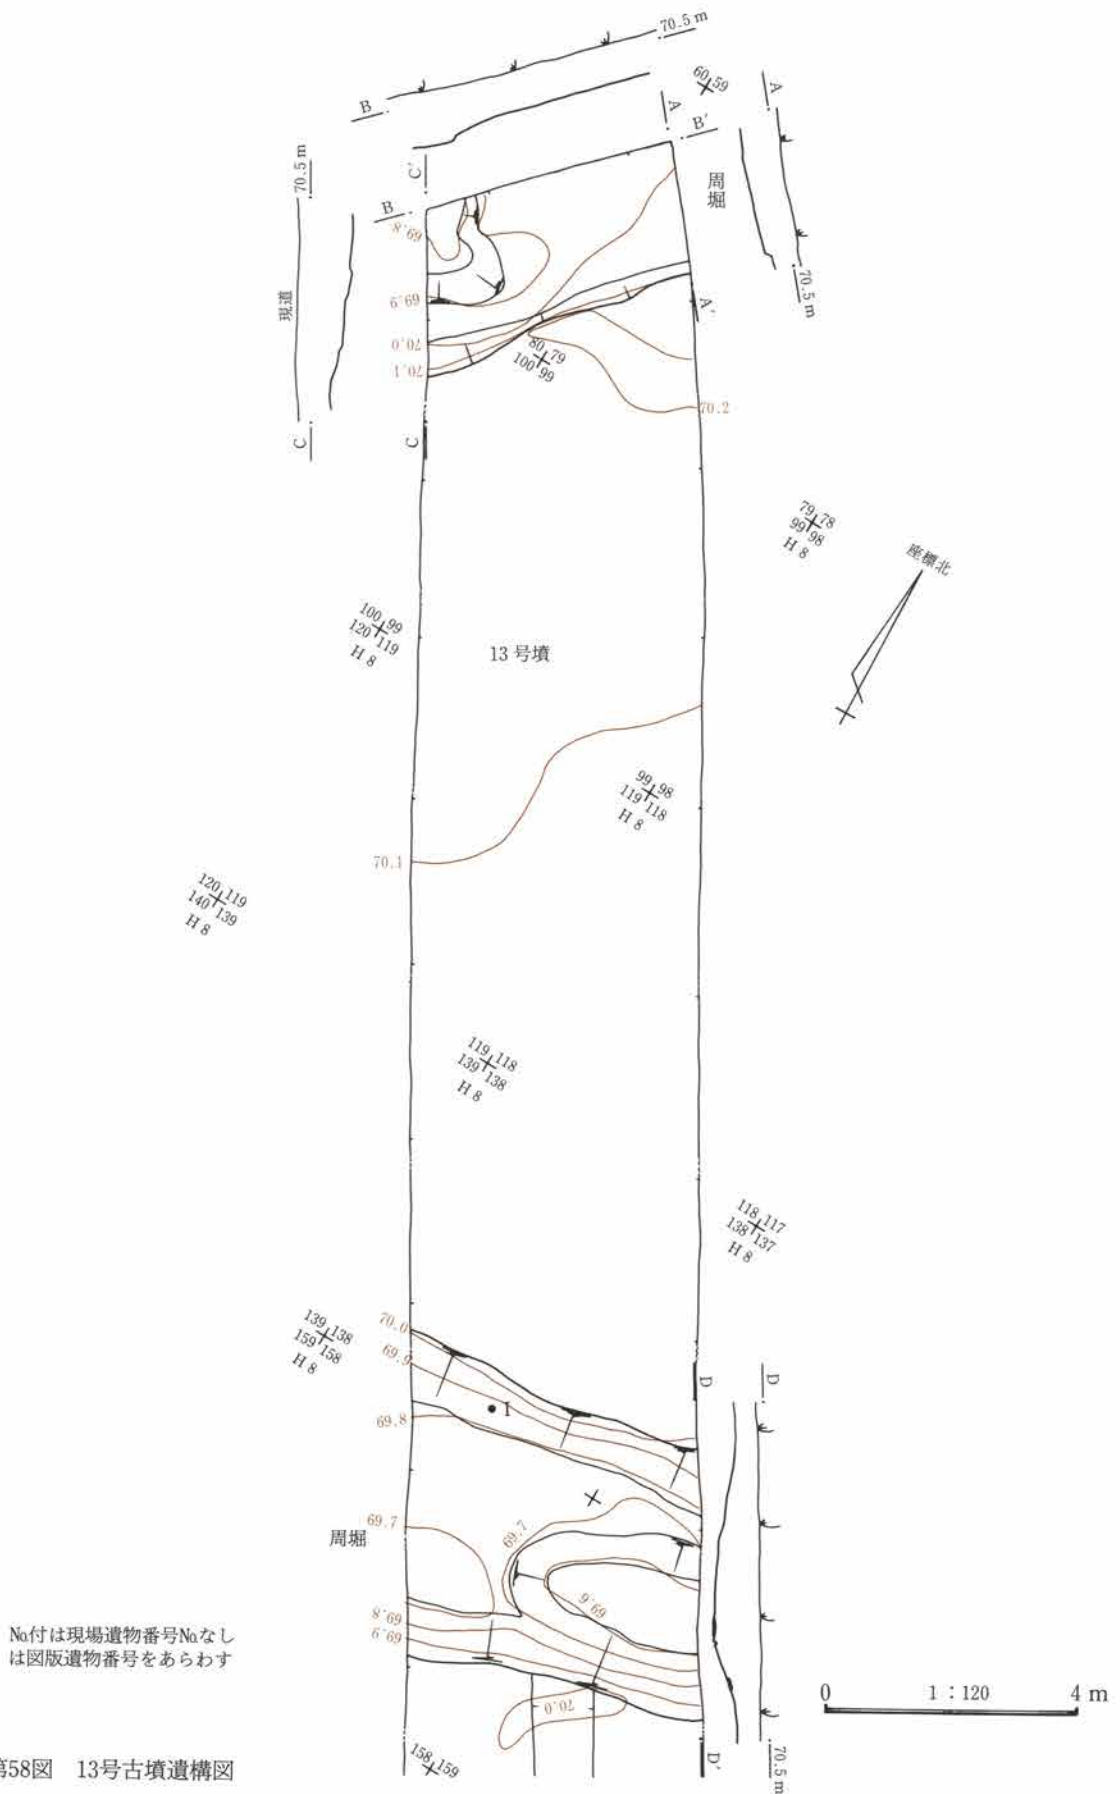 70.5 m
60 59
B
A
A
B′
C′
70.5 m
周堀
B
69.8
現道
69.9
70.5 m
A′
70.0
80 79
100 99
70.1
70.2
C
C
79 78
99 98
H 8
座標北
100 99
120 119
H 8
13 号墳
99 98
119 118
H 8
70.1
120 119
140 139
H 8
119 118
139 138
H 8
118 117
138 137
H 8
139 138
159 158
H 8
70.0
69.9
D
D
1
69.8
69.7
69.7
周堀
69.6
69.8
69.9
№付は現場遺物番号№なし
は図版遺物番号をあらわす
70.0
0 1：120 4 m
158 159
D′
70.5 m
第58図 13号古墳遺構図